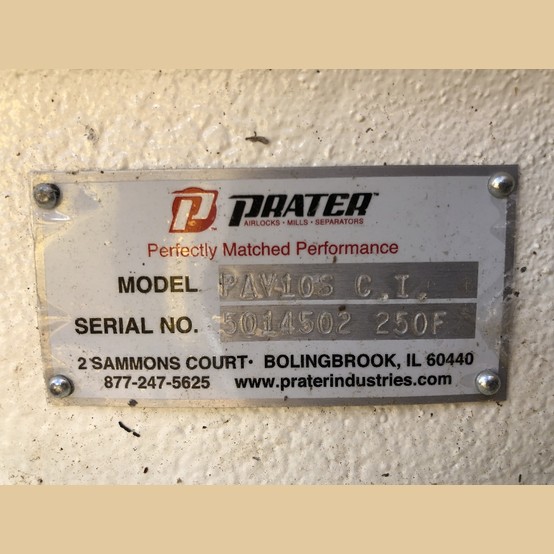 P PRATER™
AIRLOCKS • MILLS • SEPARATORS
Perfectly Matched Performance
MODEL PAV10S C.I.
SERIAL NO. 5014502 250F
2 SAMMONS COURT • BOLINGBROOK, IL 60440
877-247-5625 www.praterindustries.com